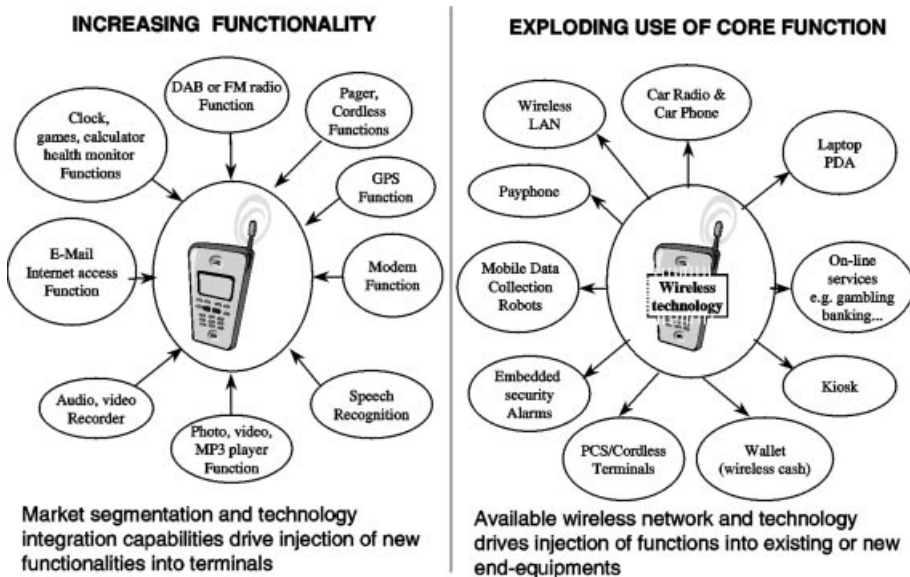 INCREASING FUNCTIONALITY
DAB or FM radio
Function
Pager,
Cordless
Functions
Clock,
games, calculator
health monitor
Functions
GPS
Function
E-Mail
Internet access
Function
Modem
Function
Audio, video
Recorder
Speech
Recognition
Photo, video,
MP3 player
Function
Market segmentation and technology
integration capabilities drive injection of new
functionalities into terminals
EXPLODING USE OF CORE FUNCTION
Wireless
LAN
Car Radio &
Car Phone
Laptop
PDA
Payphone
Mobile Data
Collection
Robots
Wireless
technology
On-line
services
e.g. gambling
banking...
Embedded
security
Alarms
Kiosk
PCS/Cordless
Terminals
Wallet
(wireless cash)
Available wireless network and technology
drives injection of functions into existing or new
end-equipments